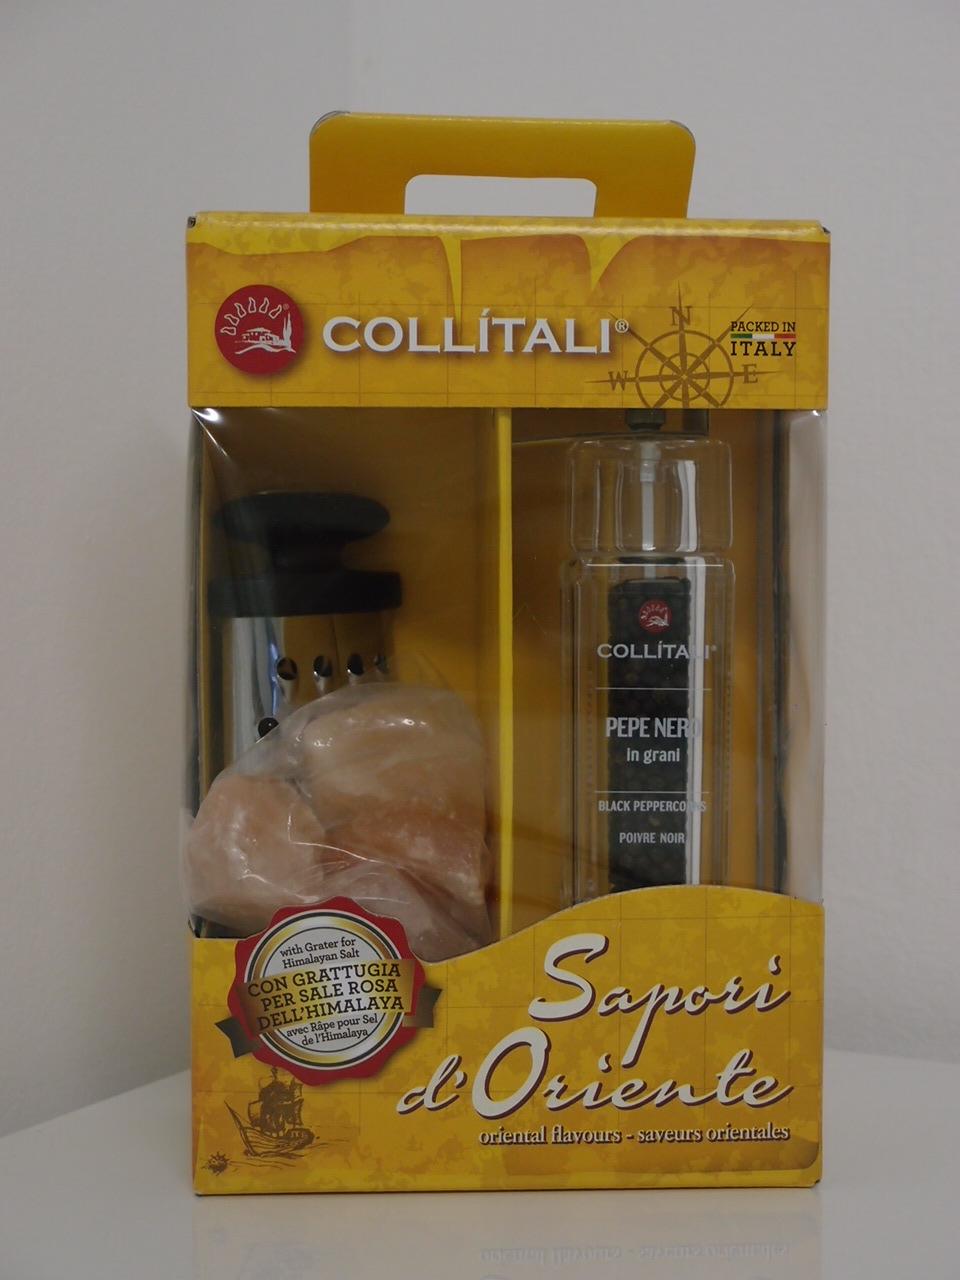 COLLÍTALI®
N
W
E
PACKED IN
ITALY
COLLÍTALI®
PEPE NERO
in grani
BLACK PEPPERCORNS
POIVRE NOIR
with Grater for
Himalayan Salt
CON GRATTUGIA
PER SALE ROSA
DELL'HIMALAYA
avec Râpe pour Sel
de l'Himalaya
Sapori
d'Oriente
oriental flavours - saveurs orientales